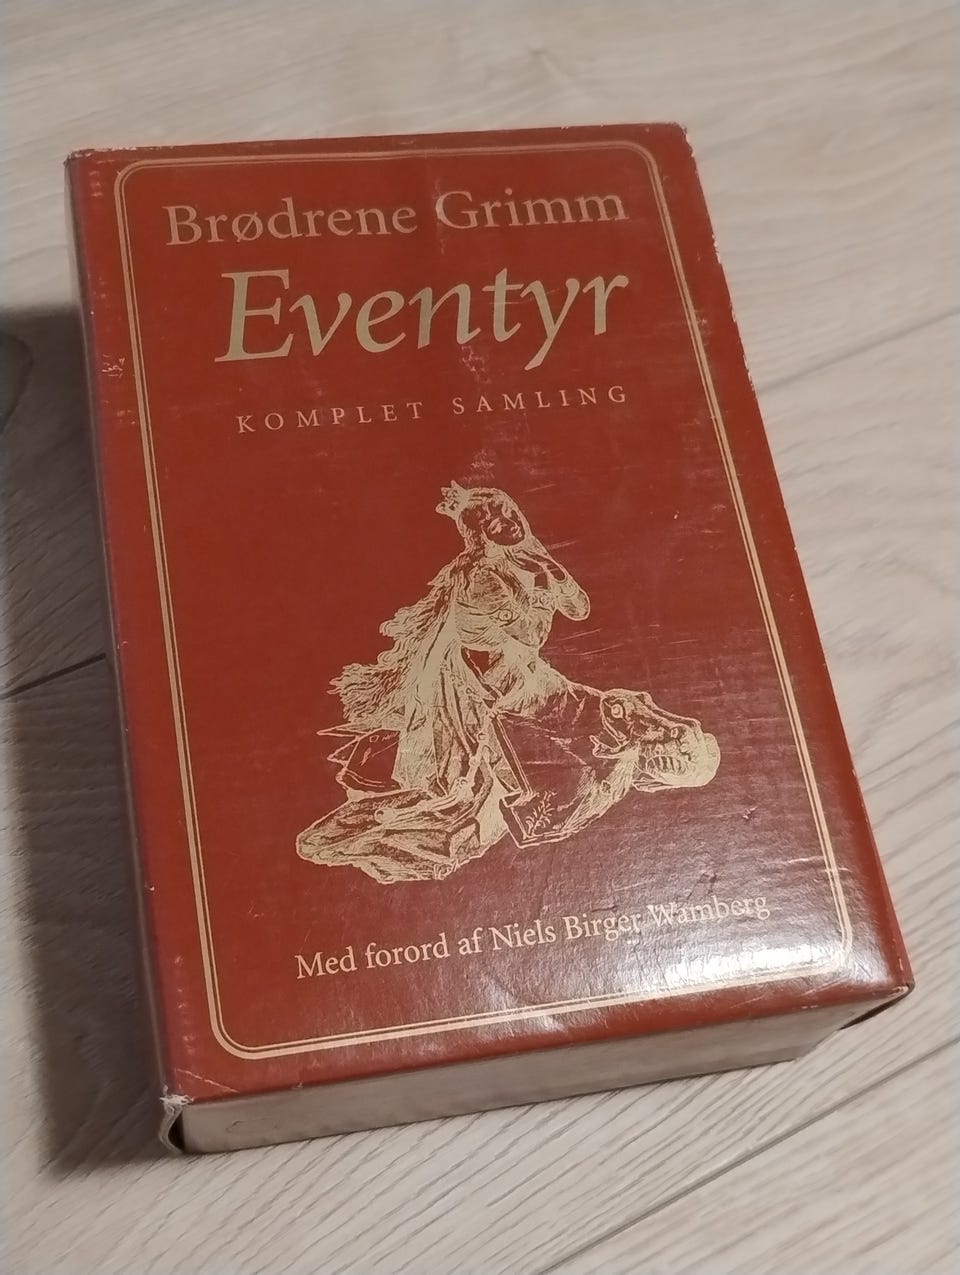 Brødrene Grimm
Eventyr
KOMPLET SAMLING
Med forord af Niels Birger Wamberg